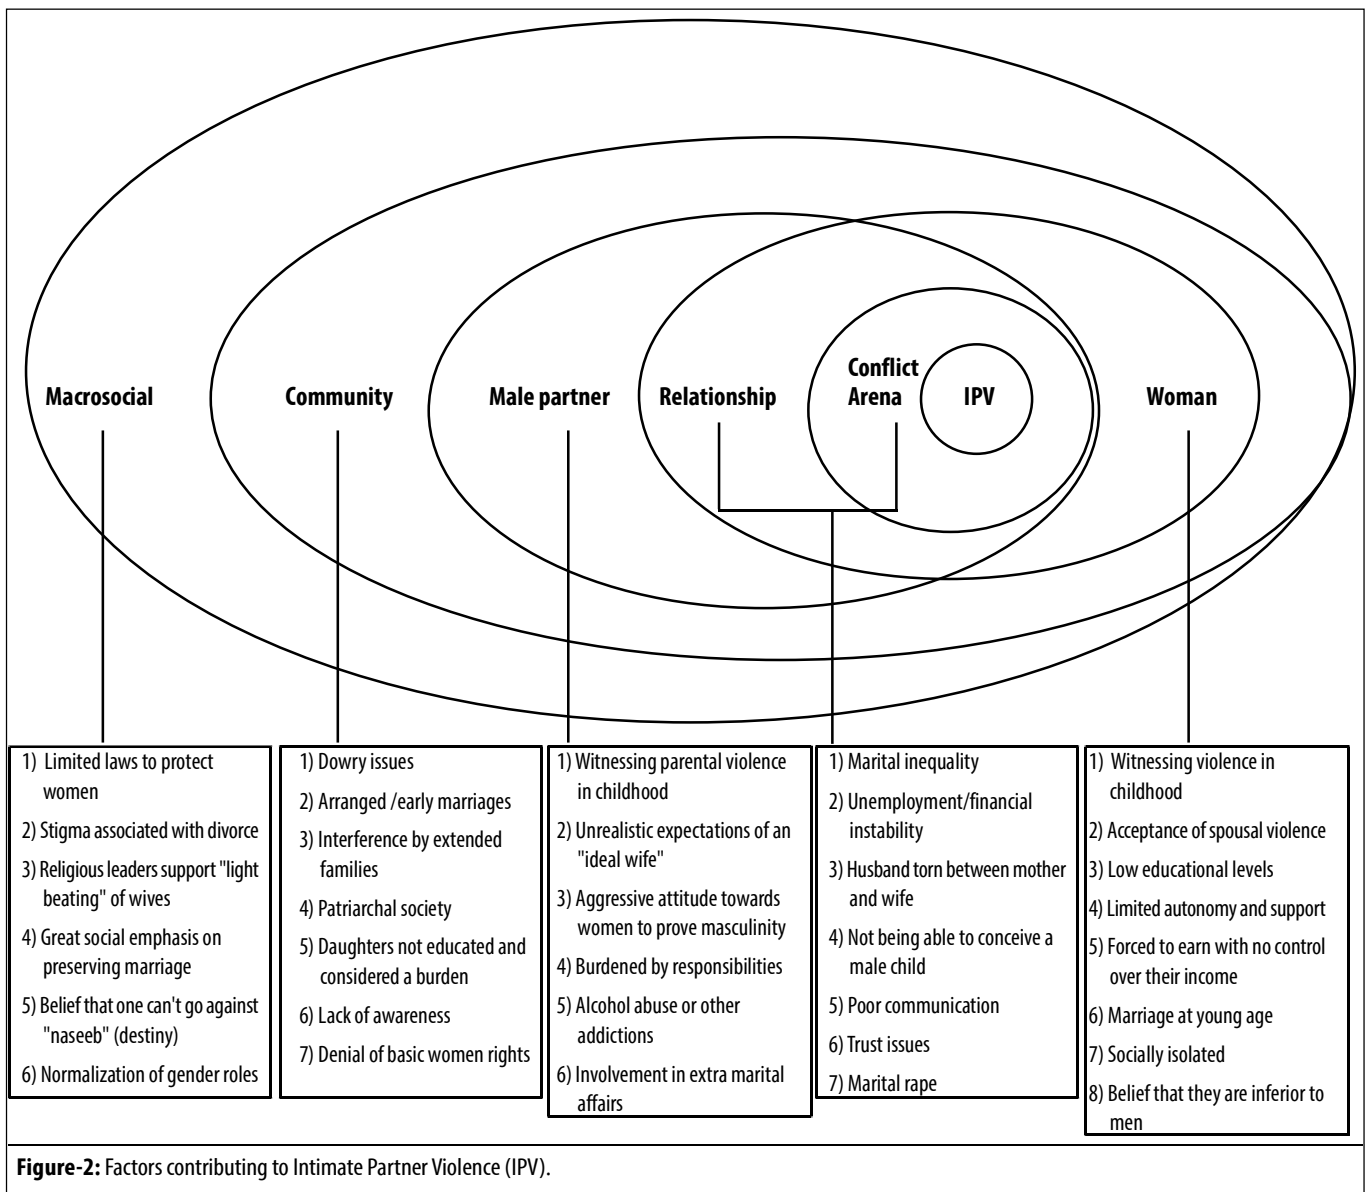 Macrosocial
Community
Male partner
Relationship
Conflict
Arena
IPV
Woman
1) Limited laws to protect
women
2) Stigma associated with divorce
3) Religious leaders support "light
beating" of wives
4) Great social emphasis on
preserving marriage
5) Belief that one can't go against
"naseeb" (destiny)
6) Normalization of gender roles
1) Dowry issues
2) Arranged /early marriages
3) Interference by extended
families
4) Patriarchal society
5) Daughters not educated and
considered a burden
6) Lack of awareness
7) Denial of basic women rights
1) Witnessing parental violence
in childhood
2) Unrealistic expectations of an
"ideal wife"
3) Aggressive attitude towards
women to prove masculinity
4) Burdened by responsibilities
5) Alcohol abuse or other
addictions
6) Involvement in extra marital
affairs
1) Marital inequality
2) Unemployment/financial
instability
3) Husband torn between mother
and wife
4) Not being able to conceive a
male child
5) Poor communication
6) Trust issues
7) Marital rape
1) Witnessing violence in
childhood
2) Acceptance of spousal violence
3) Low educational levels
4) Limited autonomy and support
5) Forced to earn with no control
over their income
6) Marriage at young age
7) Socially isolated
8) Belief that they are inferior to
men
Figure-2: Factors contributing to Intimate Partner Violence (IPV).